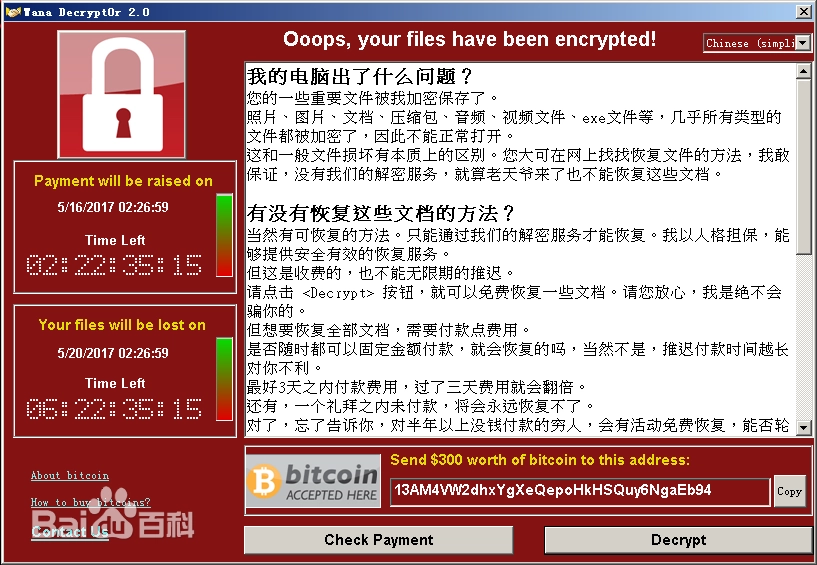 Wana Decrypt0r 2.0
Ooops, your files have been encrypted!
Chinese (simpli
Payment will be raised on
5/16/2017 02:26:59
Time Left
02:22:35:15
Your files will be lost on
5/20/2017 02:26:59
Time Left
06:22:35:15
About bitcoin
How to buy bitcoins?
Contact Us
Bai百科
我的电脑出了什么问题？
您的一些重要文件被我加密保存了。
照片、图片、文档、压缩包、音频、视频文件、exe文件等，几乎所有类型的
文件都被加密了，因此不能正常打开。
这和一般文件损坏有本质上的区别。您大可在网上找找恢复文件的方法，我敢
保证，没有我们的解密服务，就算老天爷来了也不能恢复这些文档。
有没有恢复这些文档的方法？
当然有可恢复的方法。只能通过我们的解密服务才能恢复。我以人格担保，能
够提供安全有效的恢复服务。
但这是收费的，也不能无限期的推迟。
请点击 <Decrypt> 按钮，就可以免费恢复一些文档。请您放心，我是绝不会
骗你的。
但想要恢复全部文档，需要付款点费用。
是否随时都可以固定金额付款，就会恢复的吗，当然不是，推迟付款时间越长
对你不利。
最好3天之内付款费用，过了三天费用就会翻倍。
还有，一个礼拜之内未付款，将会永远恢复不了。
对了，忘了告诉你，对半年以上没钱付款的穷人，会有活动免费恢复，能否轮
bitcoin
ACCEPTED HERE
Send $300 worth of bitcoin to this address:
13AM4VW2dhxYgXeQepoHkHSQuy6NgaEb94
Copy
Check Payment
Decrypt